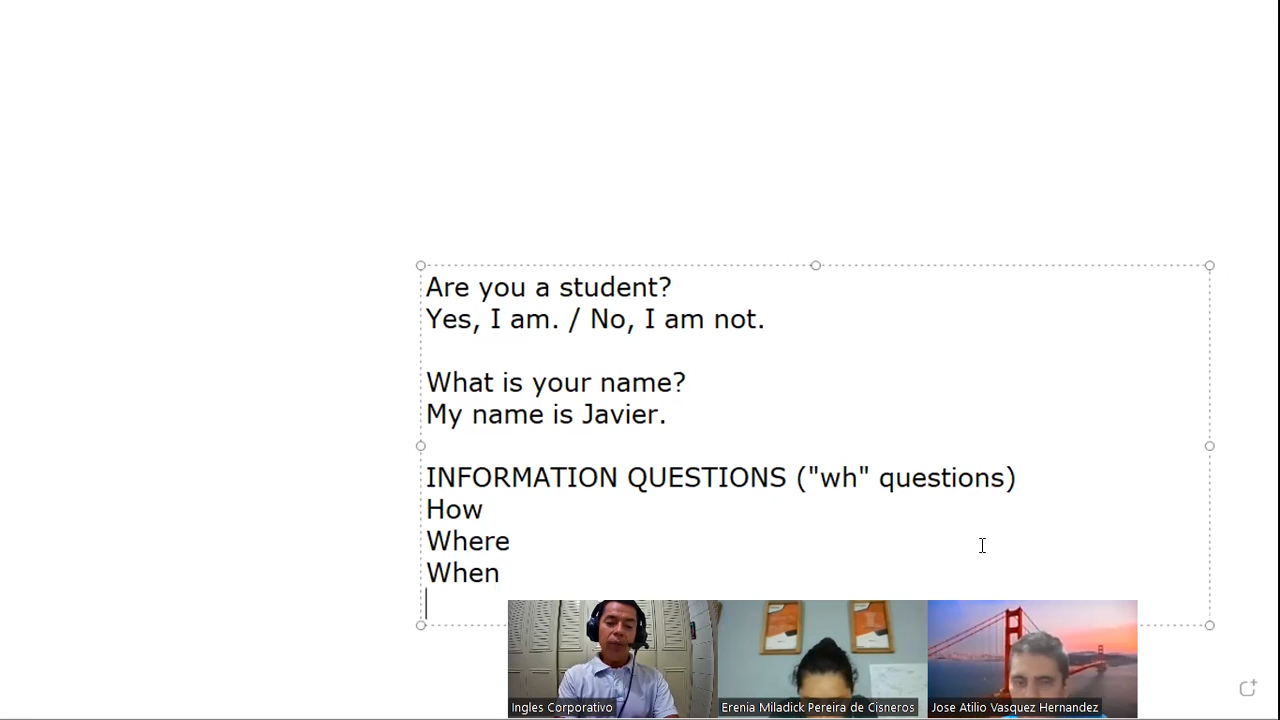 Are you a student?
Yes, I am. / No, I am not.
What is your name?
My name is Javier.
INFORMATION QUESTIONS ("wh" questions)
How
Where
When
Ingles Corporativo
Erenia Miladick Pereira de Cisneros
Jose Atilio Vasquez Hernandez